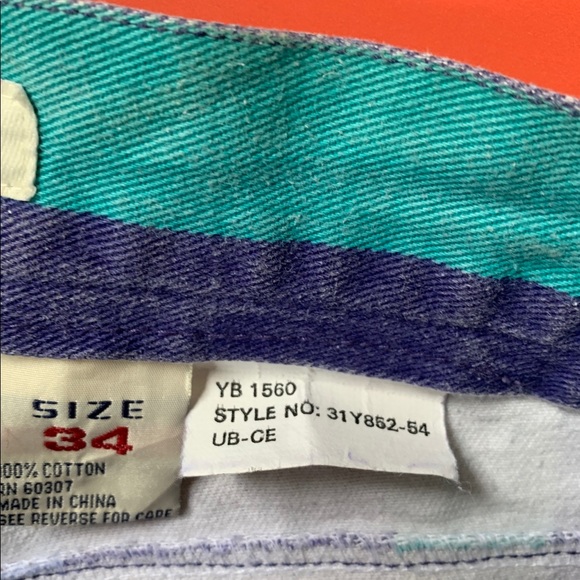 SIZE
34
100% COTTON
RN 60307
MADE IN CHINA
SEE REVERSE FOR CARE
YB 1560
STYLE NO: 31Y862-54
UB-CE